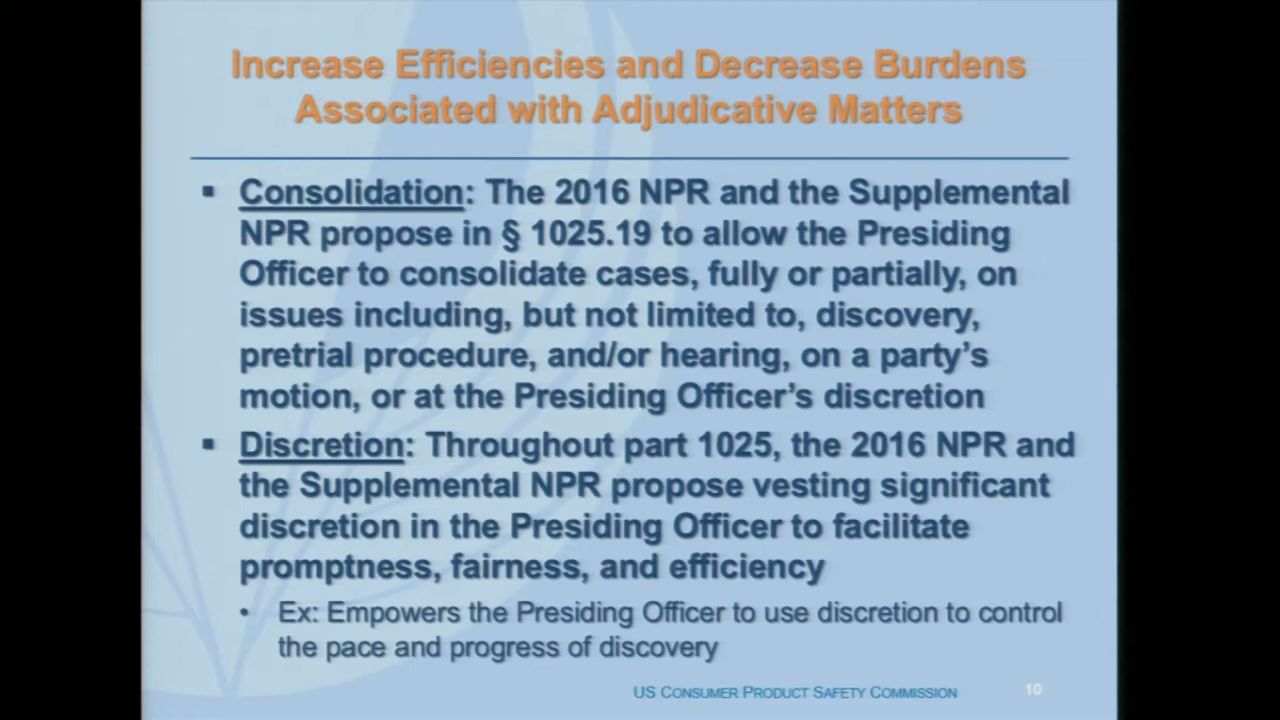 Increase Efficiencies and Decrease Burdens
Associated with Adjudicative Matters
▪ Consolidation: The 2016 NPR and the Supplemental
NPR propose in § 1025.19 to allow the Presiding
Officer to consolidate cases, fully or partially, on
issues including, but not limited to, discovery,
pretrial procedure, and/or hearing, on a party’s
motion, or at the Presiding Officer’s discretion
▪ Discretion: Throughout part 1025, the 2016 NPR and
the Supplemental NPR propose vesting significant
discretion in the Presiding Officer to facilitate
promptness, fairness, and efficiency
• Ex: Empowers the Presiding Officer to use discretion to control
the pace and progress of discovery
US CONSUMER PRODUCT SAFETY COMMISSION 10